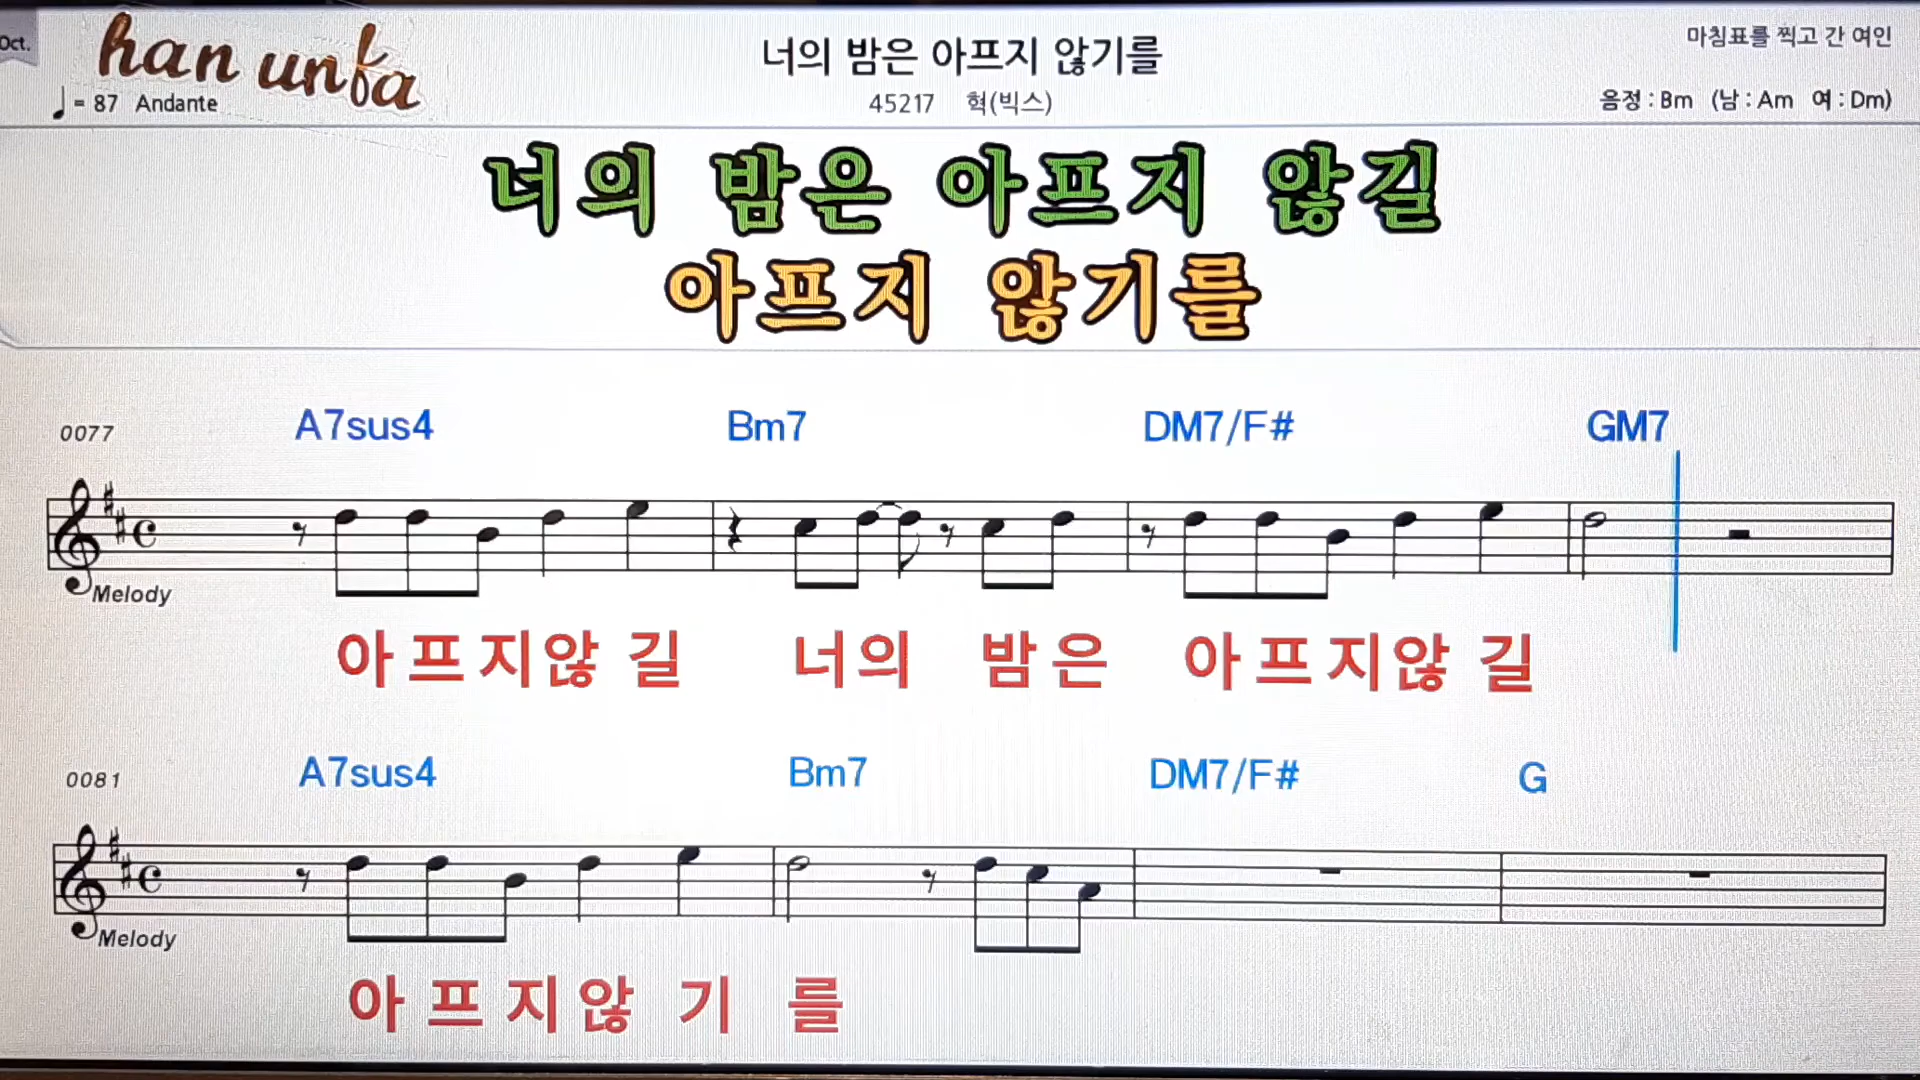 Oct.
han unfa
너의 밤은 아프지 않기를
마침표를 찍고 간 여인
♩ = 87 Andante
45217 혁(빅스)
음정 : Bm (남 : Am 여 : Dm)
너의 밤은 아프지 않길
아프지 않기를
0077 A7sus4 Bm7 DM7/F# GM7
Melody
아 프 지 않 길 너 의 밤 은 아 프 지 않 길
0081 A7sus4 Bm7 DM7/F# G
Melody
아 프 지 않 기 를